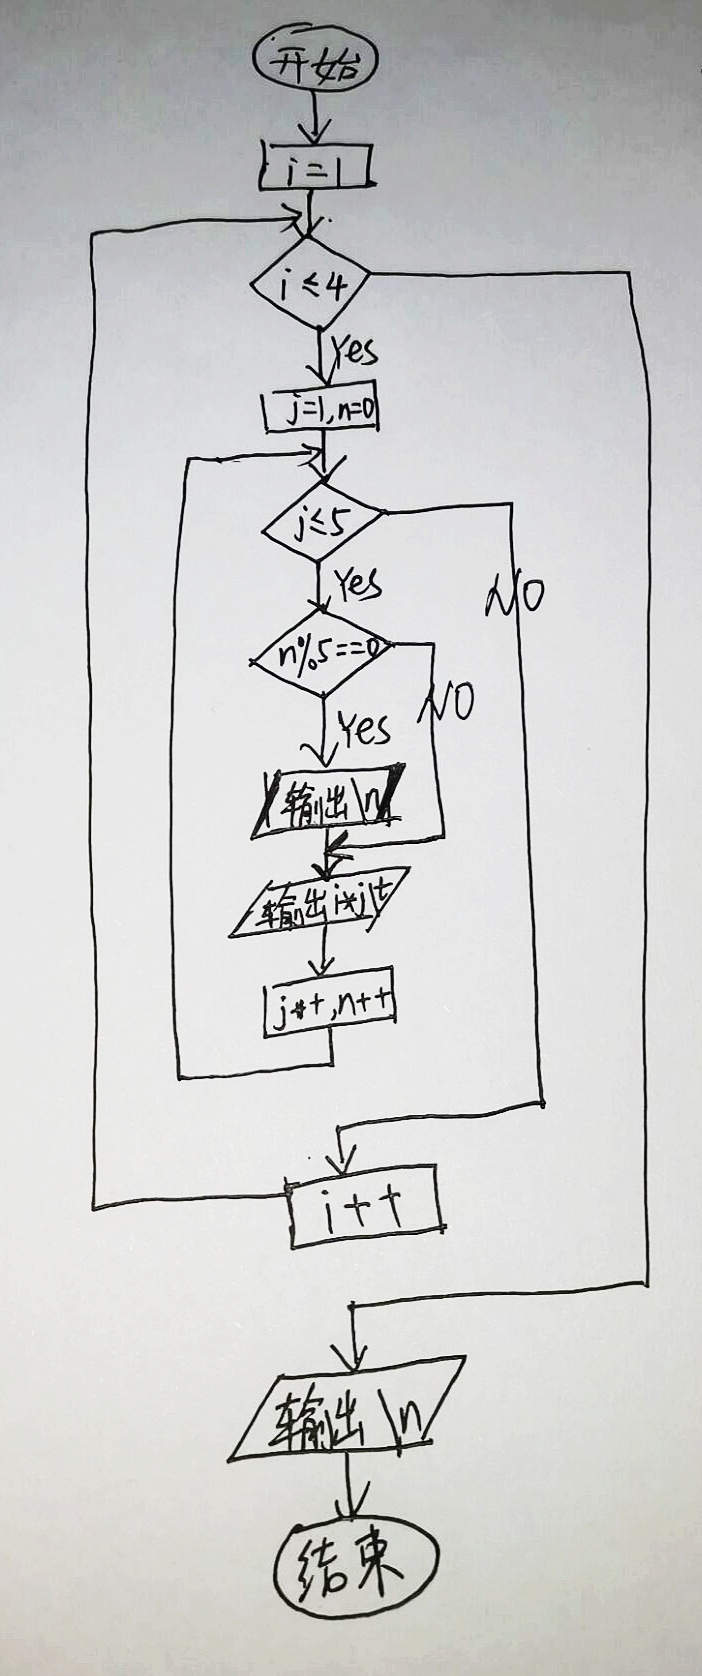 开始
i=1
i≤4
Yes
j=1,n=0
j≤5
Yes
NO
n%5==0
NO
Yes
输出\n
输出i*j\t
j++,n++
i++
输出\n
结束